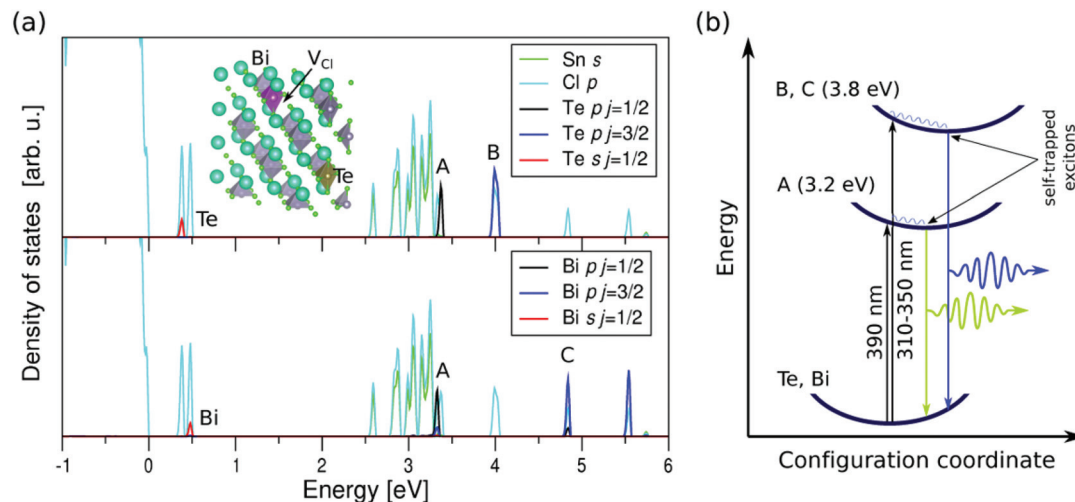 (a)
Density of states [arb. u.]
Bi
V_Cl
Te
Sn s
Cl p
Te p j=1/2
Te p j=3/2
Te s j=1/2
Te
A
B
Bi p j=1/2
Bi p j=3/2
Bi s j=1/2
Bi
A
C
-1 0 1 2 3 4 5 6
Energy [eV]
(b)
Energy
B, C (3.8 eV)
A (3.2 eV)
self-trapped
excitons
390 nm
310-350 nm
Te, Bi
Configuration coordinate